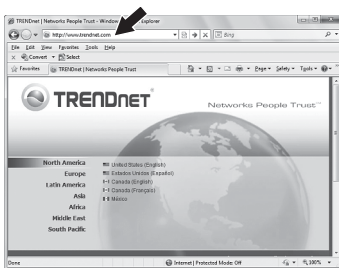 TRENDnet | Networks People Trust - Windows Internet Explorer
http://www.trendnet.com
Bing
File Edit View Favorites Tools Help
x Convert Select
Favorites TRENDnet | Networks People Trust
Page Safety Tools
TRENDNET
Networks People Trust™
North America
Europe
Latin America
Asia
Africa
Middle East
South Pacific
United States (English)
Estados Unidos (Español)
Canada (English)
Canada (Français)
México
Done
Internet | Protected Mode: Off
100%